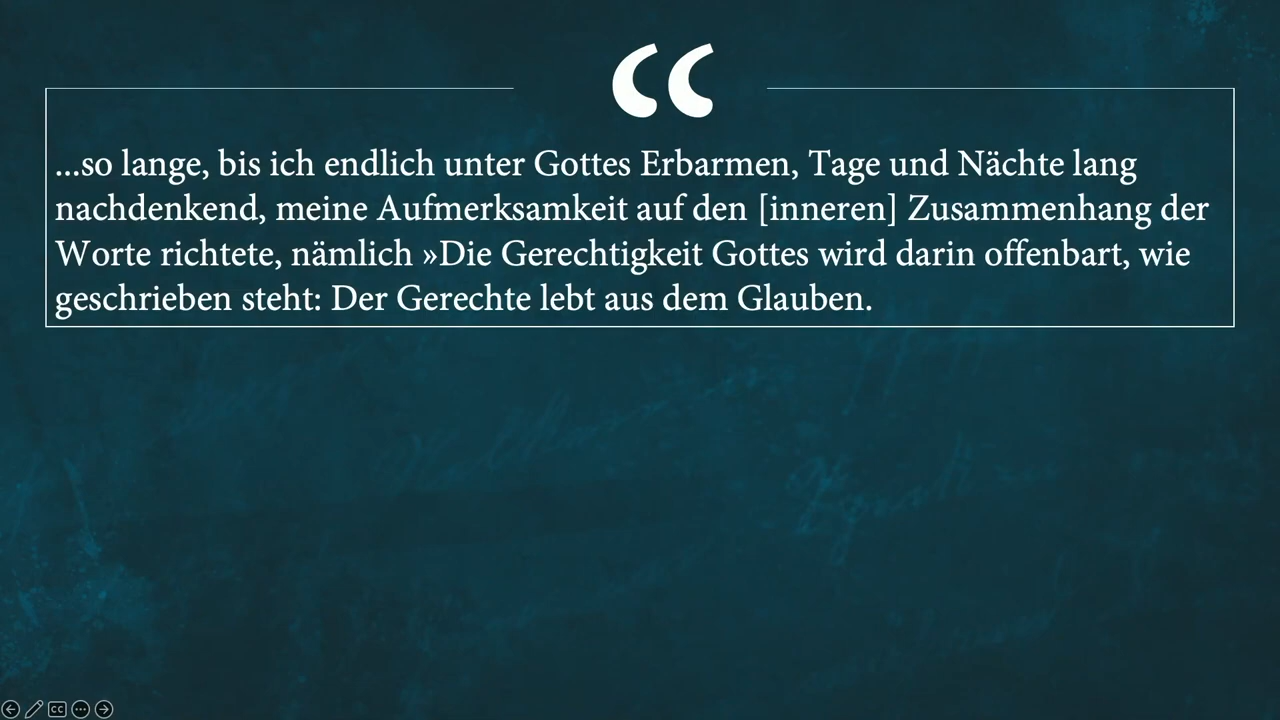 ...so lange, bis ich endlich unter Gottes Erbarmen, Tage und Nächte lang
nachdenkend, meine Aufmerksamkeit auf den [inneren] Zusammenhang der
Worte richtete, nämlich »Die Gerechtigkeit Gottes wird darin offenbart, wie
geschrieben steht: Der Gerechte lebt aus dem Glauben.